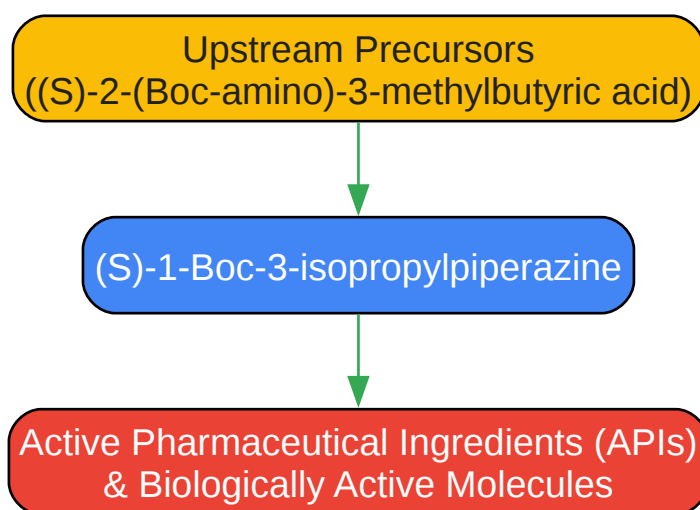 Upstream Precursors
((S)-2-(Boc-amino)-3-methylbutyric acid)
(S)-1-Boc-3-isopropylpiperazine
Active Pharmaceutical Ingredients (APIs)
& Biologically Active Molecules